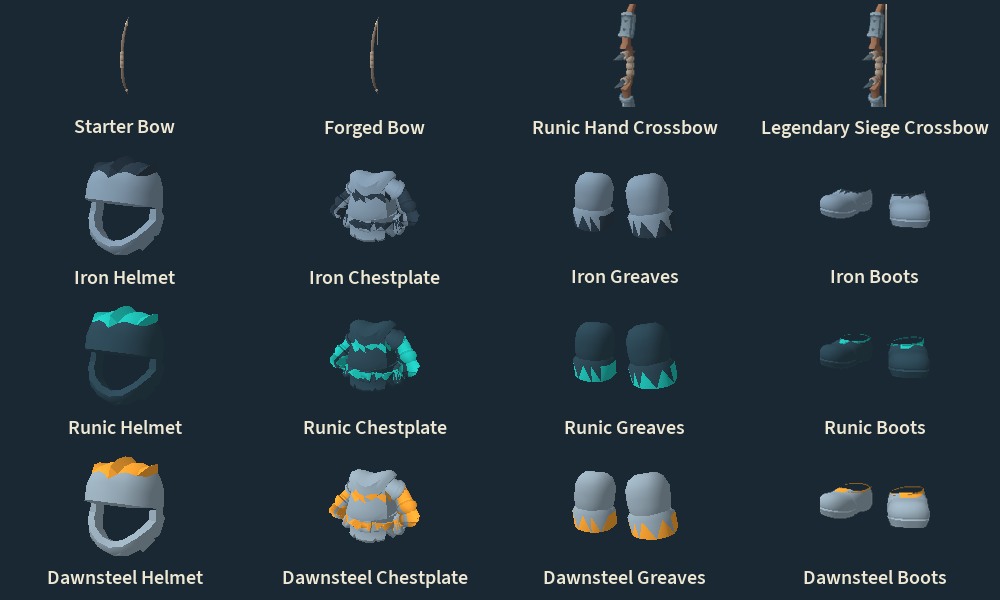 Starter Bow
Forged Bow
Runic Hand Crossbow
Legendary Siege Crossbow
Iron Helmet
Iron Chestplate
Iron Greaves
Iron Boots
Runic Helmet
Runic Chestplate
Runic Greaves
Runic Boots
Dawnsteel Helmet
Dawnsteel Chestplate
Dawnsteel Greaves
Dawnsteel Boots